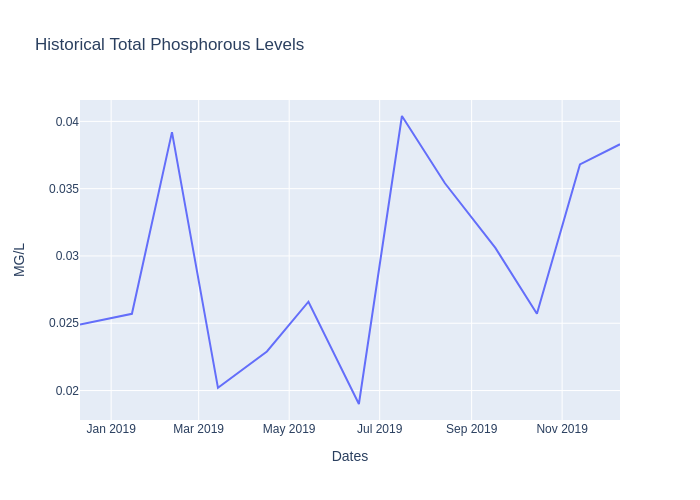 Historical Total Phosphorous Levels
0.04
0.035
0.03
0.025
0.02
MG/L
Jan 2019 Mar 2019 May 2019 Jul 2019 Sep 2019 Nov 2019
Dates